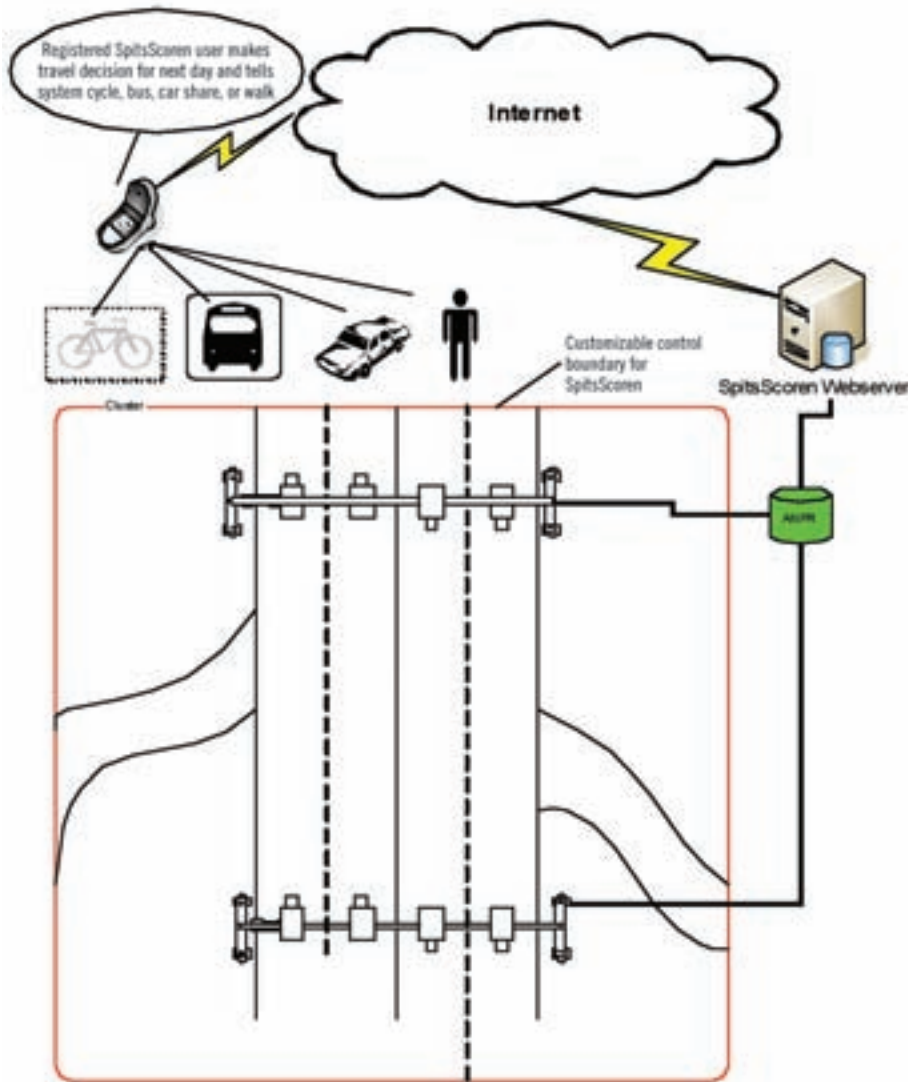 Registered SpitsScoren user makes
travel decision for next day and tells
system cycle, bus, car share, or walk
Internet
Customizable control
boundary for
SpitsScoren
SpitsScoren Webserver
Cluster
ANPR